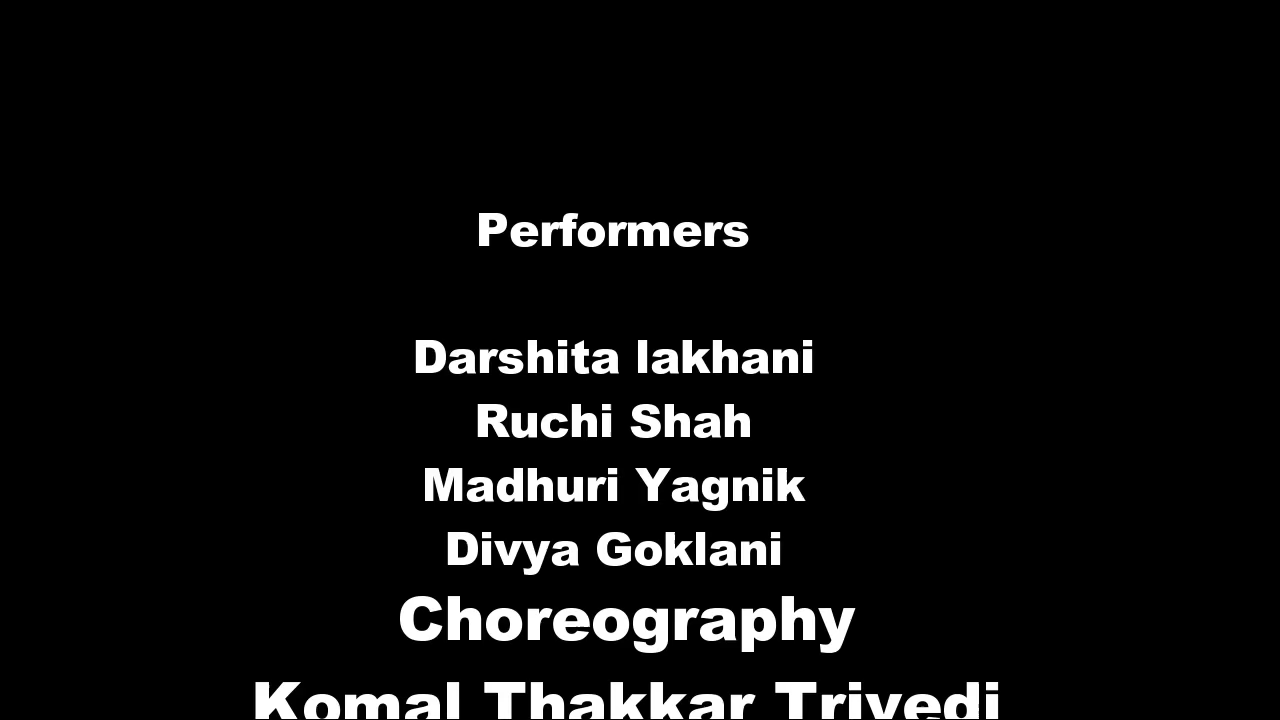 Performers
Darshita lakhani
Ruchi Shah
Madhuri Yagnik
Divya Goklani
Choreography
Komal Thakkar Trivedi